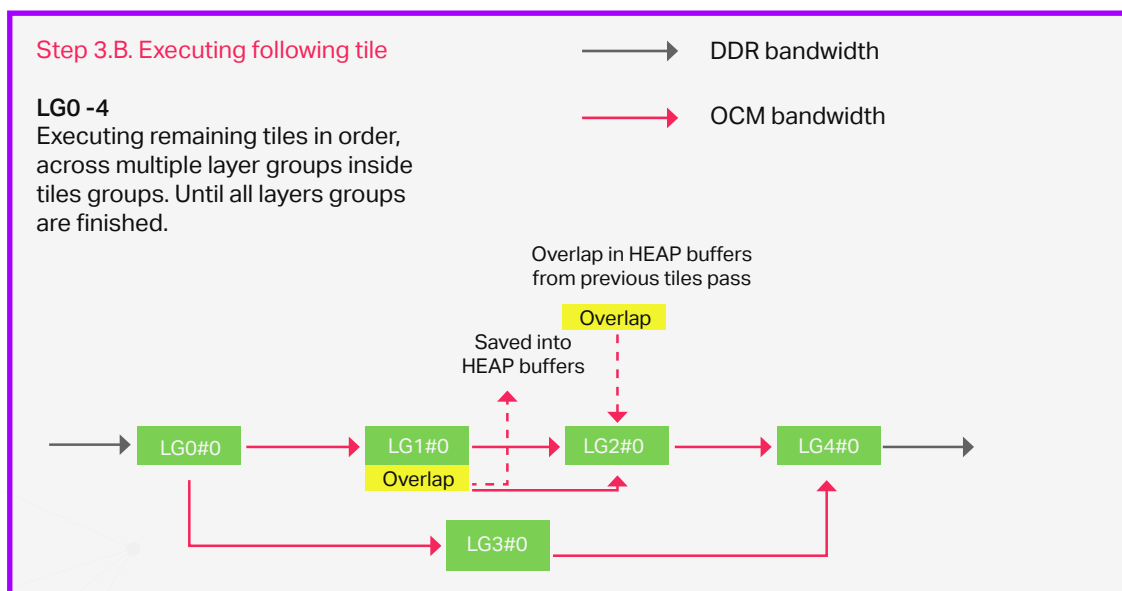 Step 3.B. Executing following tile
DDR bandwidth
OCM bandwidth
LG0 -4
Executing remaining tiles in order,
across multiple layer groups inside
tiles groups. Until all layers groups
are finished.
Overlap in HEAP buffers
from previous tiles pass
Overlap
Saved into
HEAP buffers
LG0#0
LG1#0
LG2#0
LG4#0
Overlap
LG3#0